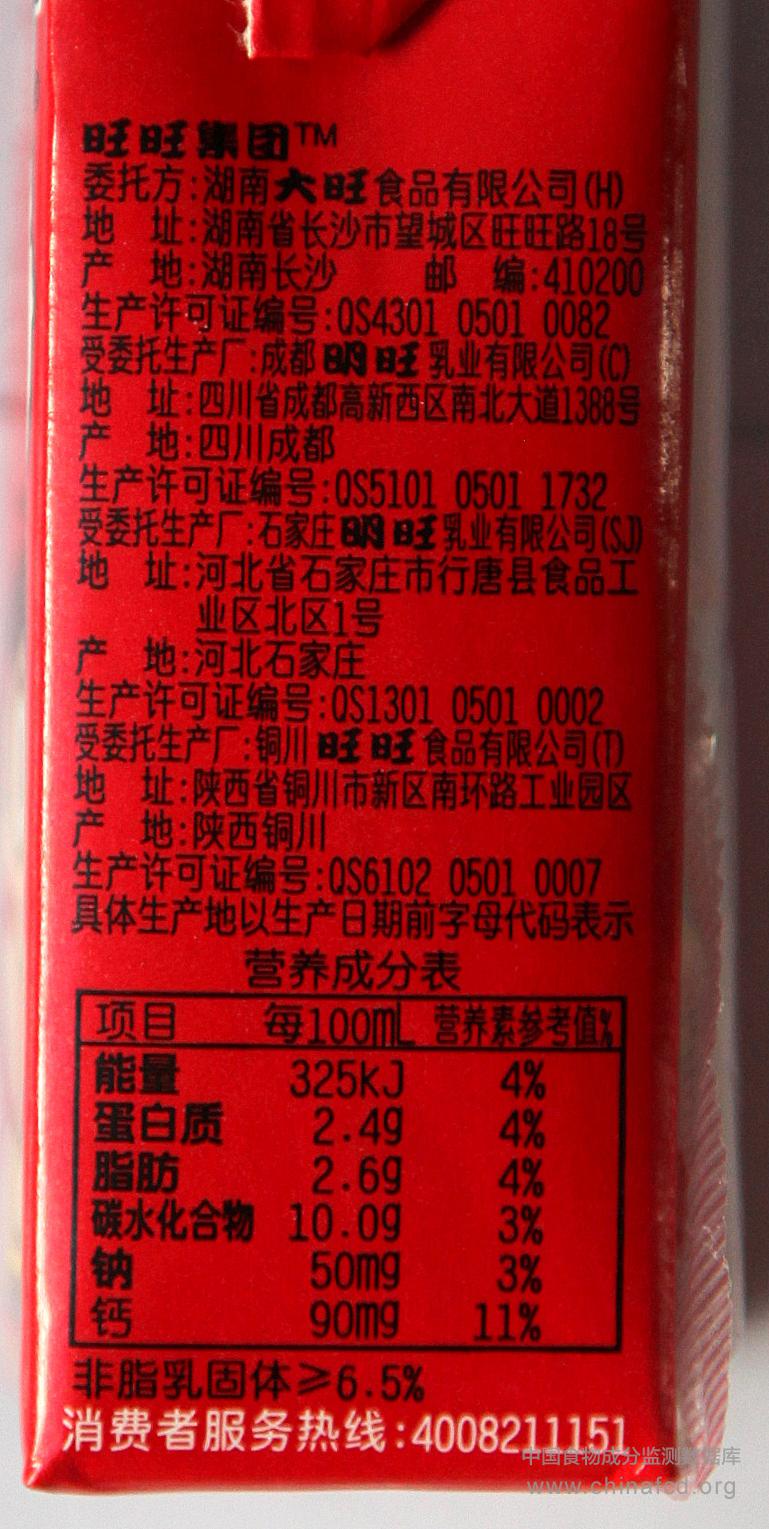 旺旺集团™
委托方:湖南大旺食品有限公司(H)
地 址:湖南省长沙市望城区旺旺路18号
产 地:湖南长沙 邮 编:410200
生产许可证编号:QS4301 0501 0082
受委托生产厂:成都明旺乳业有限公司(C)
地 址:四川省成都高新西区南北大道1388号
产 地:四川成都
生产许可证编号:QS5101 0501 1732
受委托生产厂:石家庄明旺乳业有限公司(SJ)
地 址:河北省石家庄市行唐县食品工
业区北区1号
产 地:河北石家庄
生产许可证编号:QS1301 0501 0002
受委托生产厂:铜川旺旺食品有限公司(T)
地 址:陕西省铜川市新区南环路工业园区
产 地:陕西铜川
生产许可证编号:QS6102 0501 0007
具体生产地以生产日期前字母代码表示
营养成分表
项目 每100mL 营养素参考值%
能量 325kJ 4%
蛋白质 2.4g 4%
脂肪 2.6g 4%
碳水化合物 10.0g 3%
钠 50mg 3%
钙 90mg 11%
非脂乳固体≥6.5%
消费者服务热线:4008211151
中国食物成分监测数据库
www.chinafcd.org